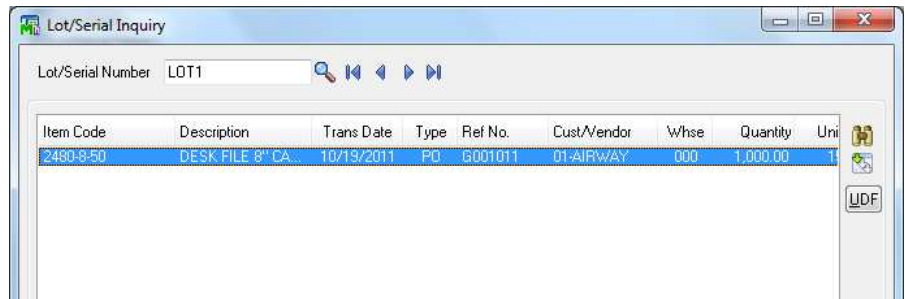 Lot/Serial Inquiry
Lot/Serial Number LOT1
Item Code Description Trans Date Type Ref No. Cust/Vendor Whse Quantity Uni
2480-8-50 DESK FILE 8" CA... 10/19/2011 PO G001011 01-AIRWAY 000 1,000.00
UDF